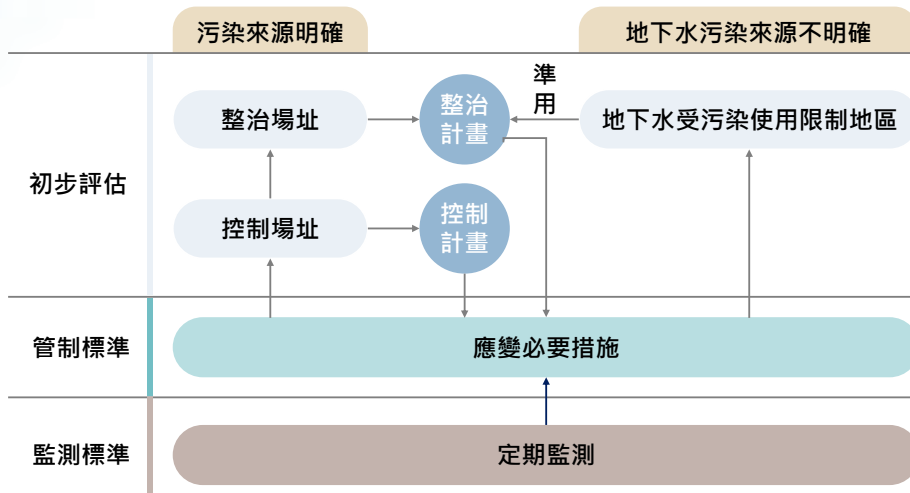 污染來源明確
地下水污染來源不明確
準
用
整治場址
整治
計畫
地下水受污染使用限制地區
初步評估
控制場址
控制
計畫
管制標準
應變必要措施
監測標準
定期監測